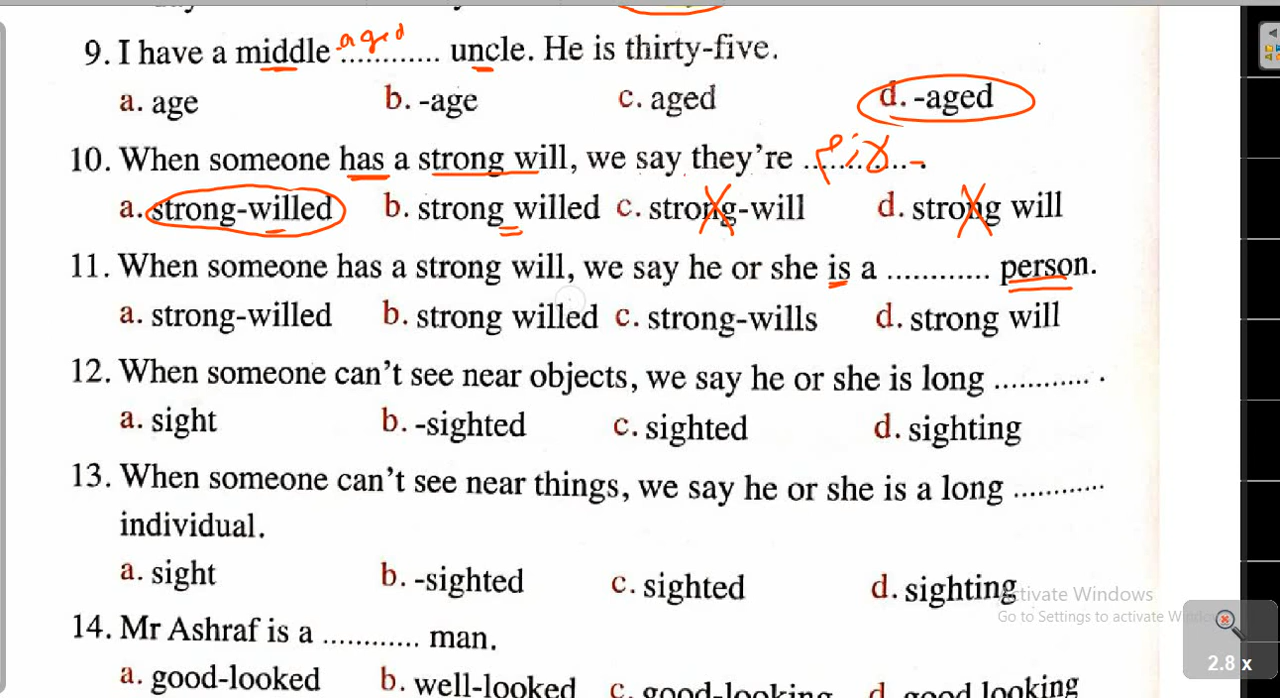 aged
9. I have a middle ............ uncle. He is thirty-five.
a. age b. -age c. aged d. -aged
10. When someone has a strong will, we say they're ............ .
a. strong-willed b. strong willed c. strong-will d. strong will
11. When someone has a strong will, we say he or she is a ............ person.
a. strong-willed b. strong willed c. strong-wills d. strong will
12. When someone can't see near objects, we say he or she is long ............ .
a. sight b. -sighted c. sighted d. sighting
13. When someone can't see near things, we say he or she is a long ............
individual.
a. sight b. -sighted c. sighted d. sighting
Activate Windows
Go to Settings to activate
14. Mr Ashraf is a ............ man.
2.8 x
a. good-looked b. well-looked c. good-looking d. good looking